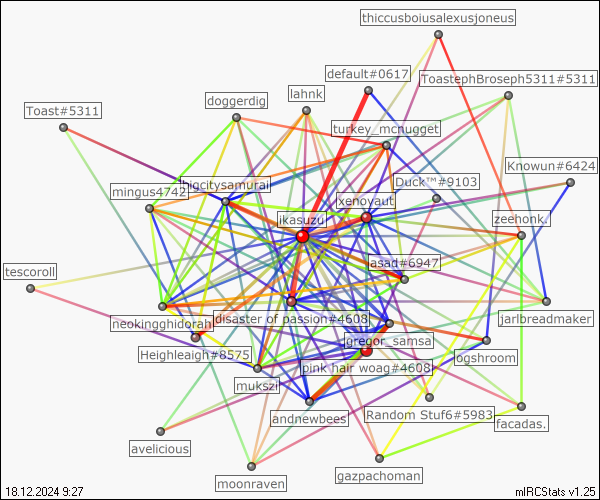 thiccusboiusalexusjoneus
default#0617
ToastephBroseph5311#5311
lahnk
doggerdig
Toast#5311
turkey_mcnugget
Knowun#6424
Duck™#9103
bigcitysamurai
mingus4742
xenoyaut
ikasuzu
zeehonk.
asad#6947
tescoroll
disaster of passion#4608
jarlbreadmaker
neokingghidorah
gregor_samsa
Heighleaigh#8575
ogshroom
pink hair woag#4608
mukszi
Random Stuf6#5983
andnewbees
facadas.
avelicious
gazpachoman
moonraven
18.12.2024 9:27
mIRCStats v1.25